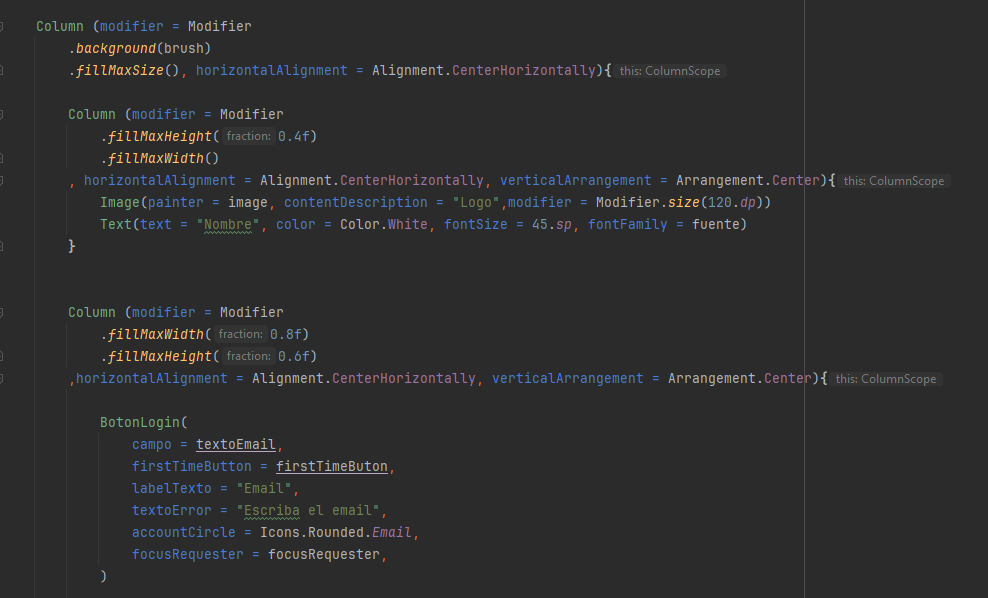 Column (modifier = Modifier
.background(brush)
.fillMaxSize(), horizontalAlignment = Alignment.CenterHorizontally){ this: ColumnScope
Column (modifier = Modifier
.fillMaxHeight( fraction: 0.4f)
.fillMaxWidth()
, horizontalAlignment = Alignment.CenterHorizontally, verticalArrangement = Arrangement.Center){ this: ColumnScope
Image(painter = image, contentDescription = "Logo",modifier = Modifier.size(120.dp))
Text(text = "Nombre", color = Color.White, fontSize = 45.sp, fontFamily = fuente)
}
Column (modifier = Modifier
.fillMaxWidth( fraction: 0.8f)
.fillMaxHeight( fraction: 0.6f)
,horizontalAlignment = Alignment.CenterHorizontally, verticalArrangement = Arrangement.Center){ this: ColumnScope
BotonLogin(
campo = textoEmail,
firstTimeButton = firstTimeButon,
labelTexto = "Email",
textoError = "Escriba el email",
accountCircle = Icons.Rounded.Email,
focusRequester = focusRequester,
)